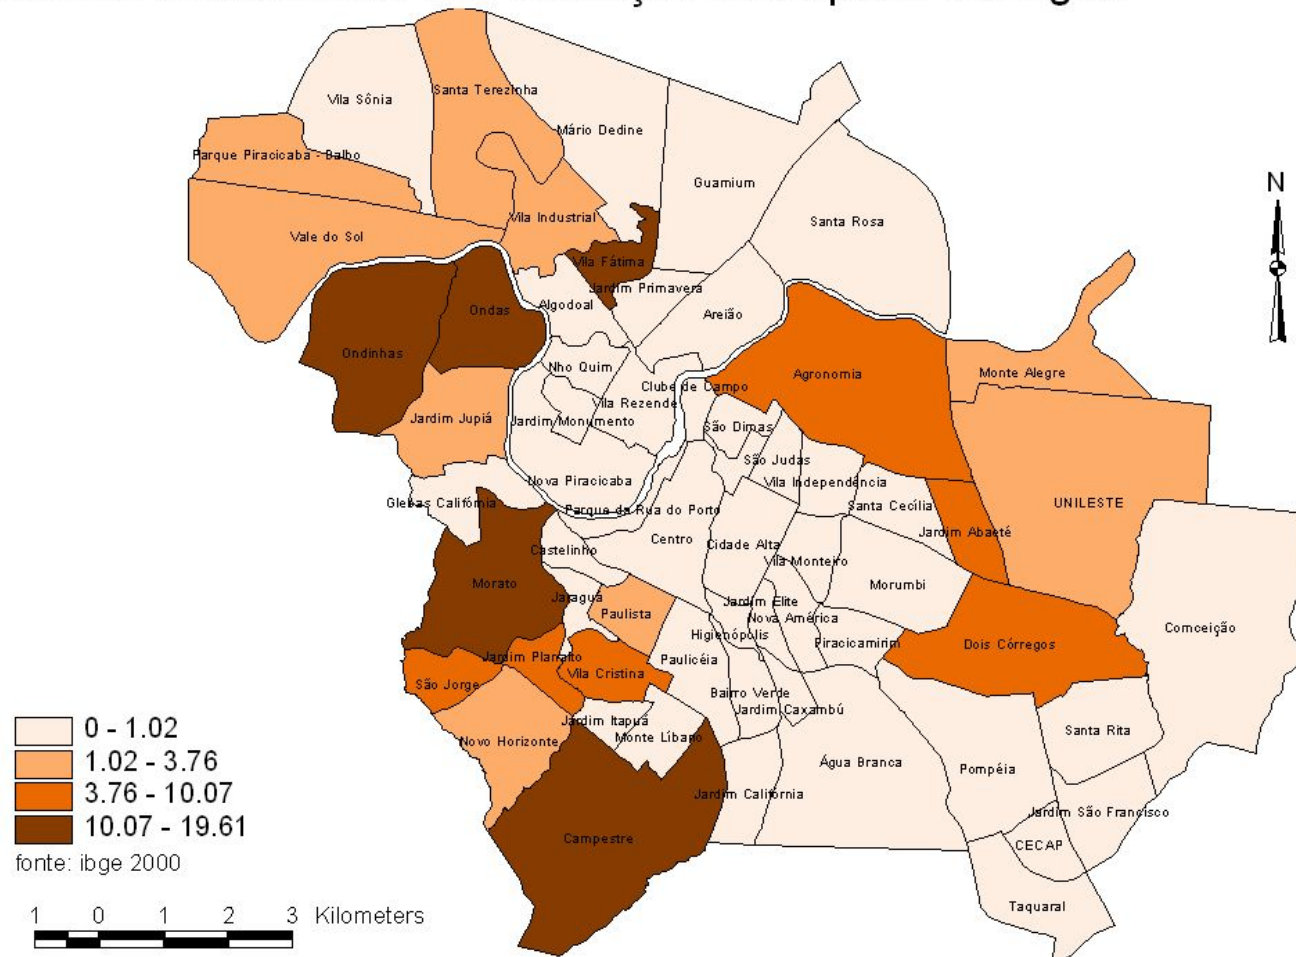 Vila Sônia
Santa Terezinha
Mário Dedine
Parque Piracicaba - Balbo
Guamium
Santa Rosa
N
Vila Industrial
Vale do Sol
Vila Fátima
Jardim Primavera
Algodoal
Ondas
Areião
Ondinhas
Nho Quim
Agronomia
Monte Alegre
Clube de Campo
Vila Rezende
Jardim Jupiá
Jardim Monumento
São Dimas
São Judas
Nova Piracicaba
Vila Independência
Glebas Califórnia
Parque da Rua do Porto
Santa Cecília
UNILESTE
Jardim Abaeté
Castelinho
Centro
Cidade Alta
Vila Monteiro
Morato
Morumbi
Jaraguá
Jardim Elite
Paulista
Nova América
Comceição
Higienópolis
Piracicamirim
Dois Córregos
Jardim Planalto
Paulicéia
Vila Cristina
São Jorge
Bairro Verde
Jardim Caxambú
Jardim Itapuá
Monte Líbano
Santa Rita
Novo Horizonte
Água Branca
Pompéia
Jardim Califórnia
Jardim São Francisco
Campestre
CECAP
Taquaral
0 - 1.02
1.02 - 3.76
3.76 - 10.07
10.07 - 19.61
fonte: ibge 2000
1 0 1 2 3 Kilometers